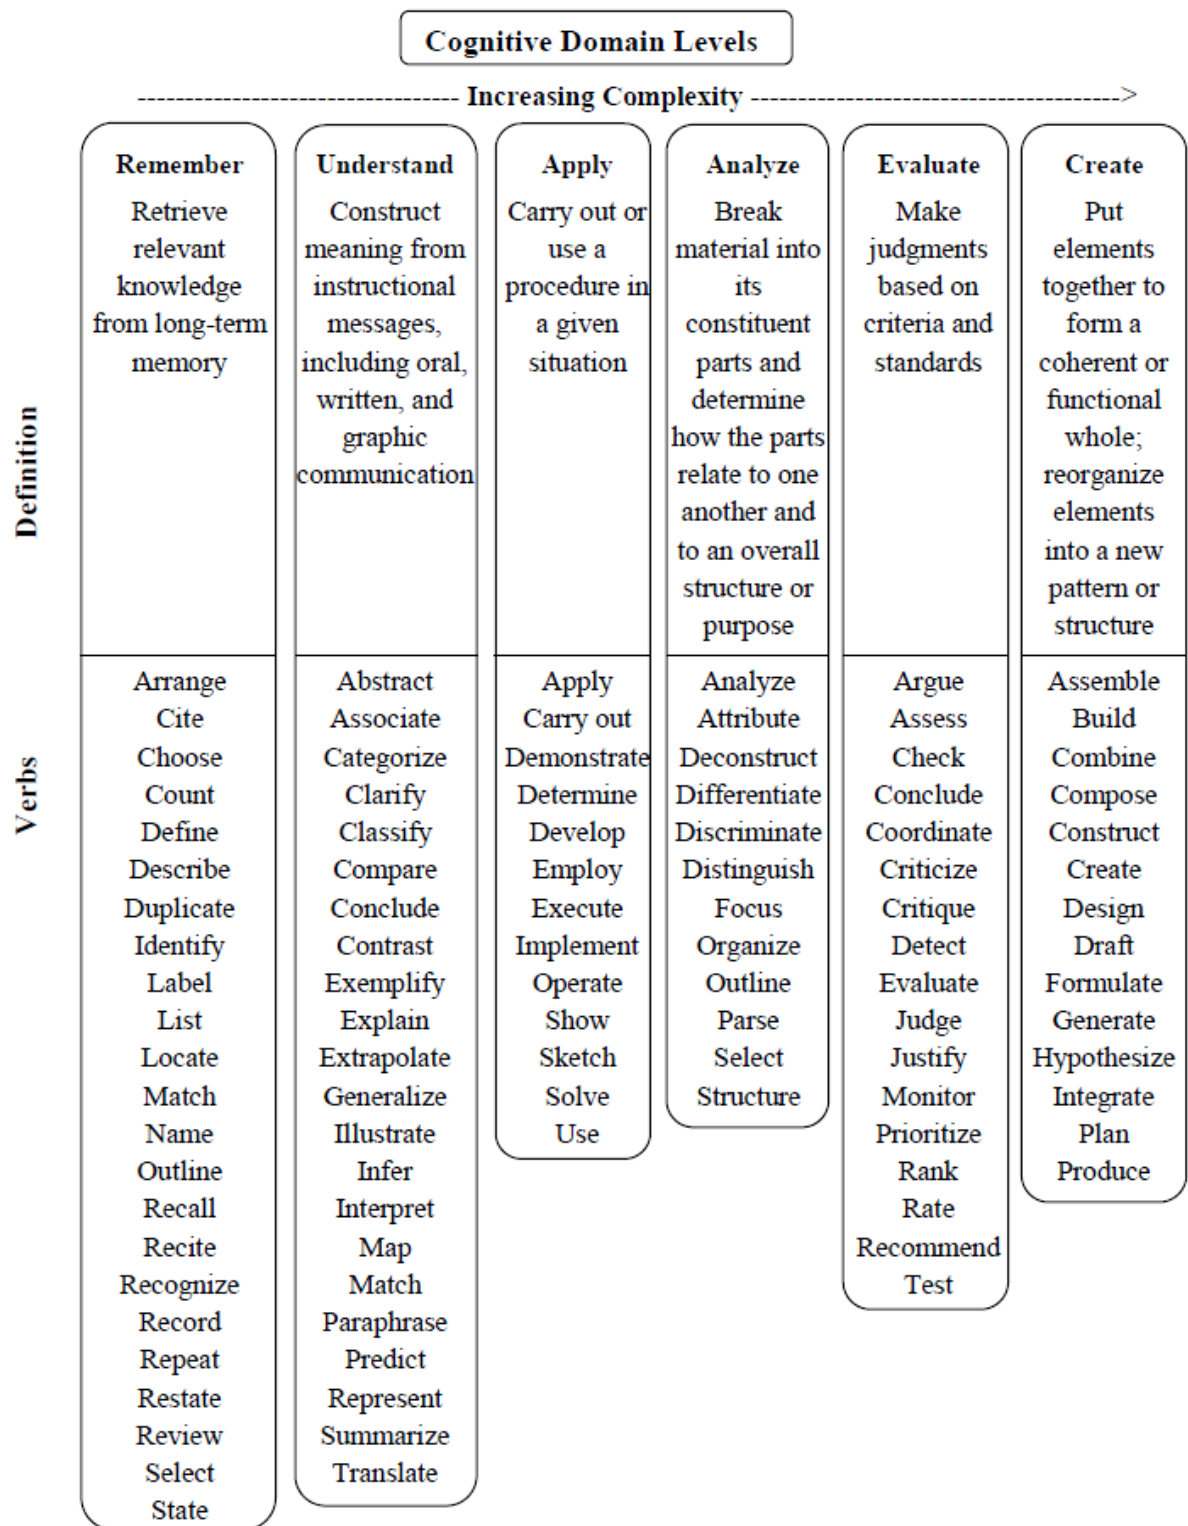 Cognitive Domain Levels
---------------------------------- Increasing Complexity --------------------------------------->
Definition
Verbs
Remember
Retrieve
relevant
knowledge
from long-term
memory
Arrange
Cite
Choose
Count
Define
Describe
Duplicate
Identify
Label
List
Locate
Match
Name
Outline
Recall
Recite
Recognize
Record
Repeat
Restate
Review
Select
State
Understand
Construct
meaning from
instructional
messages,
including oral,
written, and
graphic
communication
Abstract
Associate
Categorize
Clarify
Classify
Compare
Conclude
Contrast
Exemplify
Explain
Extrapolate
Generalize
Illustrate
Infer
Interpret
Map
Match
Paraphrase
Predict
Represent
Summarize
Translate
Apply
Carry out or
use a
procedure in
a given
situation
Apply
Carry out
Demonstrate
Determine
Develop
Employ
Execute
Implement
Operate
Show
Sketch
Solve
Use
Analyze
Break
material into
its
constituent
parts and
determine
how the parts
relate to one
another and
to an overall
structure or
purpose
Analyze
Attribute
Deconstruct
Differentiate
Discriminate
Distinguish
Focus
Organize
Outline
Parse
Select
Structure
Evaluate
Make
judgments
based on
criteria and
standards
Argue
Assess
Check
Conclude
Coordinate
Criticize
Critique
Detect
Evaluate
Judge
Justify
Monitor
Prioritize
Rank
Rate
Recommend
Test
Create
Put
elements
together to
form a
coherent or
functional
whole;
reorganize
elements
into a new
pattern or
structure
Assemble
Build
Combine
Compose
Construct
Create
Design
Draft
Formulate
Generate
Hypothesize
Integrate
Plan
Produce